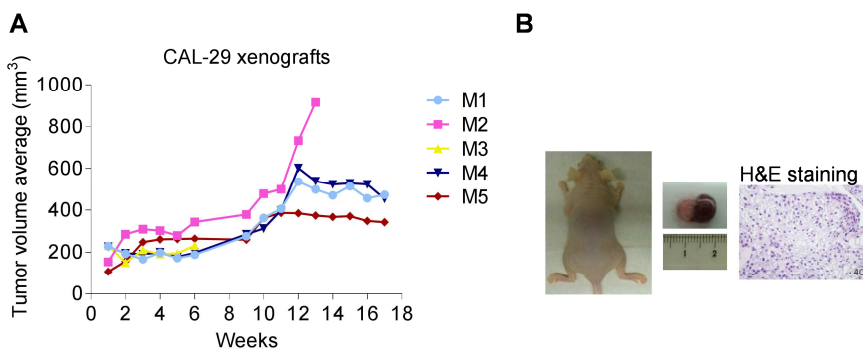 A
CAL-29 xenografts
Tumor volume average (mm³)
1000
800
600
400
200
0
0 2 4 6 8 10 12 14 16 18
Weeks
M1
M2
M3
M4
M5
B
H&E staining
1 2